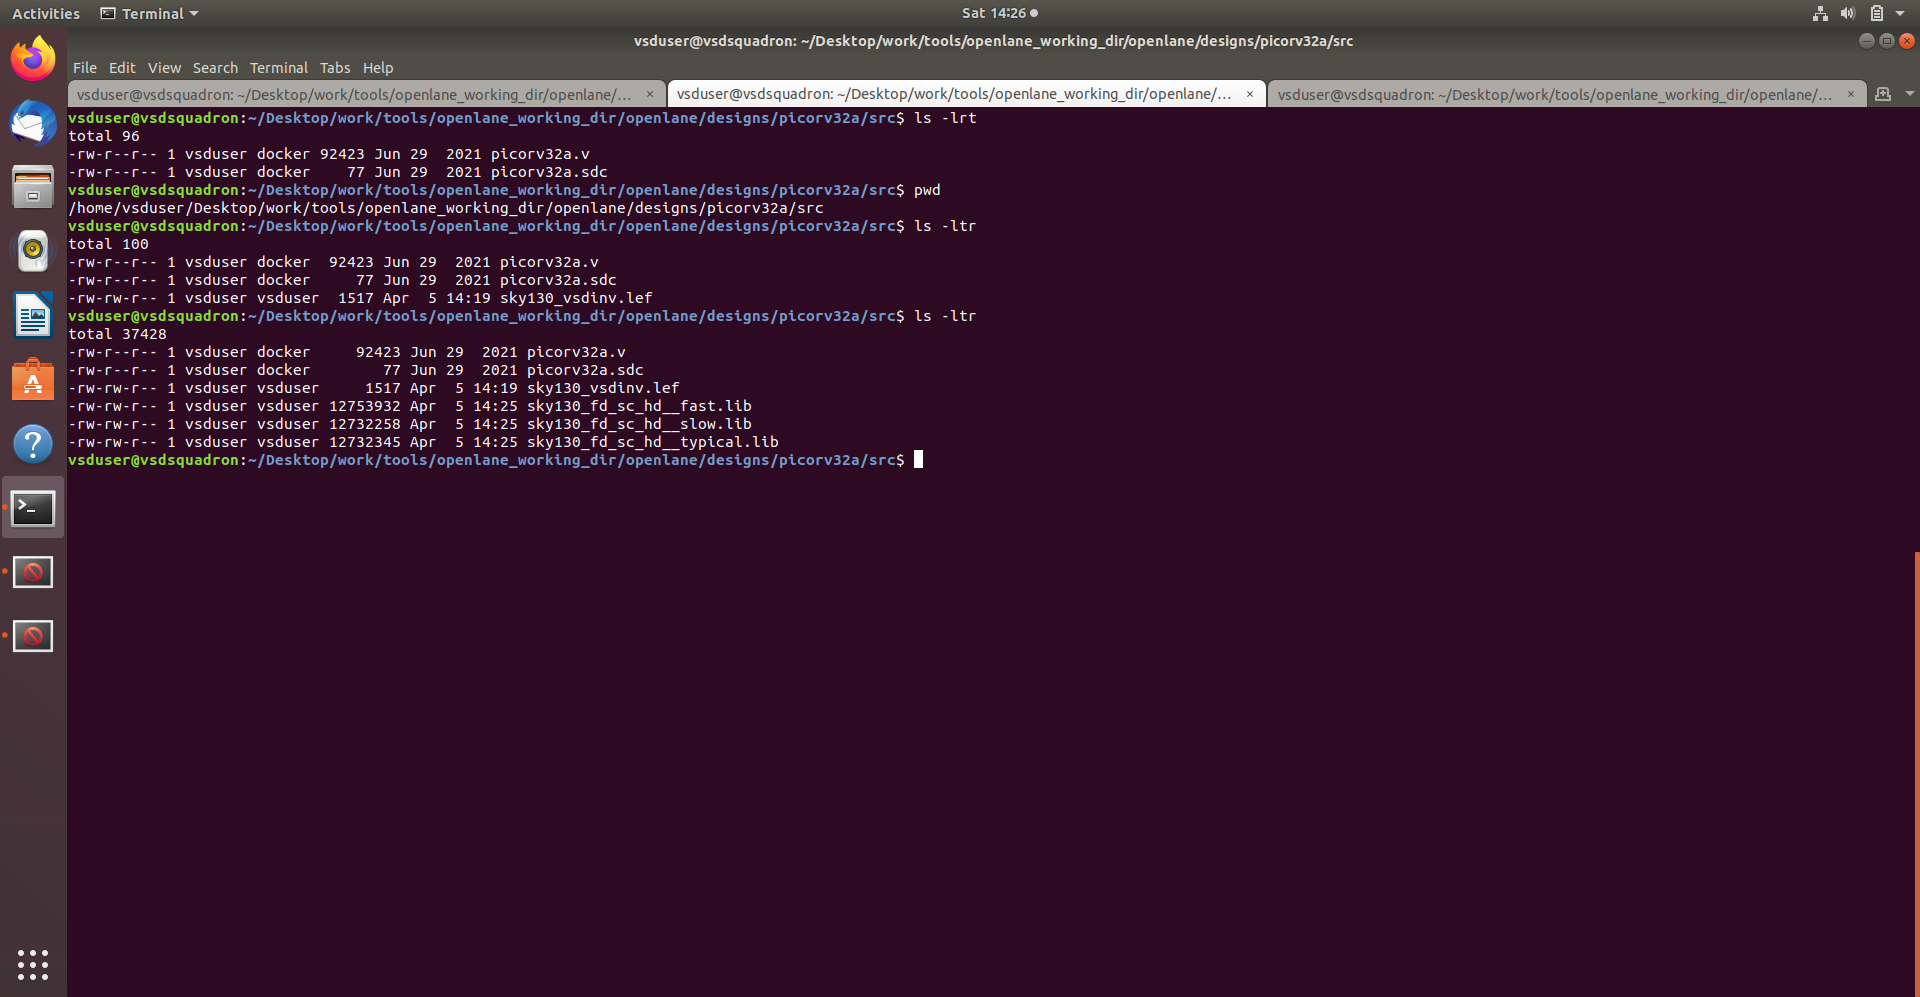 Activities Terminal Sat 14:26
vsduser@vsdsquadron: ~/Desktop/work/tools/openlane_working_dir/openlane/designs/picorv32a/src
File Edit View Search Terminal Tabs Help
vsduser@vsdsquadron: ~/Desktop/work/tools/openlane_working_dir/openlane/... × vsduser@vsdsquadron: ~/Desktop/work/tools/openlane_working_dir/openlane/... × vsduser@vsdsquadron: ~/Desktop/work/tools/openlane_working_dir/openlane/... ×
vsduser@vsdsquadron:~/Desktop/work/tools/openlane_working_dir/openlane/designs/picorv32a/src$ ls -lrt
total 96
-rw-r--r-- 1 vsduser docker 92423 Jun 29  2021 picorv32a.v
-rw-r--r-- 1 vsduser docker    77 Jun 29  2021 picorv32a.sdc
vsduser@vsdsquadron:~/Desktop/work/tools/openlane_working_dir/openlane/designs/picorv32a/src$ pwd
/home/vsduser/Desktop/work/tools/openlane_working_dir/openlane/designs/picorv32a/src
vsduser@vsdsquadron:~/Desktop/work/tools/openlane_working_dir/openlane/designs/picorv32a/src$ ls -ltr
total 100
-rw-r--r-- 1 vsduser docker  92423 Jun 29  2021 picorv32a.v
-rw-r--r-- 1 vsduser docker     77 Jun 29  2021 picorv32a.sdc
-rw-rw-r-- 1 vsduser vsduser  1517 Apr  5 14:19 sky130_vsdinv.lef
vsduser@vsdsquadron:~/Desktop/work/tools/openlane_working_dir/openlane/designs/picorv32a/src$ ls -ltr
total 37428
-rw-r--r-- 1 vsduser docker     92423 Jun 29  2021 picorv32a.v
-rw-r--r-- 1 vsduser docker        77 Jun 29  2021 picorv32a.sdc
-rw-rw-r-- 1 vsduser vsduser     1517 Apr  5 14:19 sky130_vsdinv.lef
-rw-rw-r-- 1 vsduser vsduser 12753932 Apr  5 14:25 sky130_fd_sc_hd__fast.lib
-rw-rw-r-- 1 vsduser vsduser 12732258 Apr  5 14:25 sky130_fd_sc_hd__slow.lib
-rw-rw-r-- 1 vsduser vsduser 12732345 Apr  5 14:25 sky130_fd_sc_hd__typical.lib
vsduser@vsdsquadron:~/Desktop/work/tools/openlane_working_dir/openlane/designs/picorv32a/src$